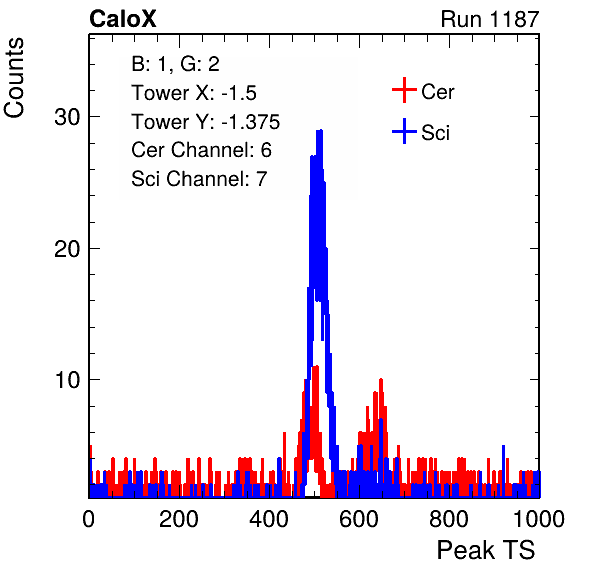 CaloX Run 1187
Counts
B: 1, G: 2
Tower X: -1.5
Tower Y: -1.375
Cer Channel: 6
Sci Channel: 7
Cer
Sci
30
20
10
0 200 400 600 800 1000
Peak TS